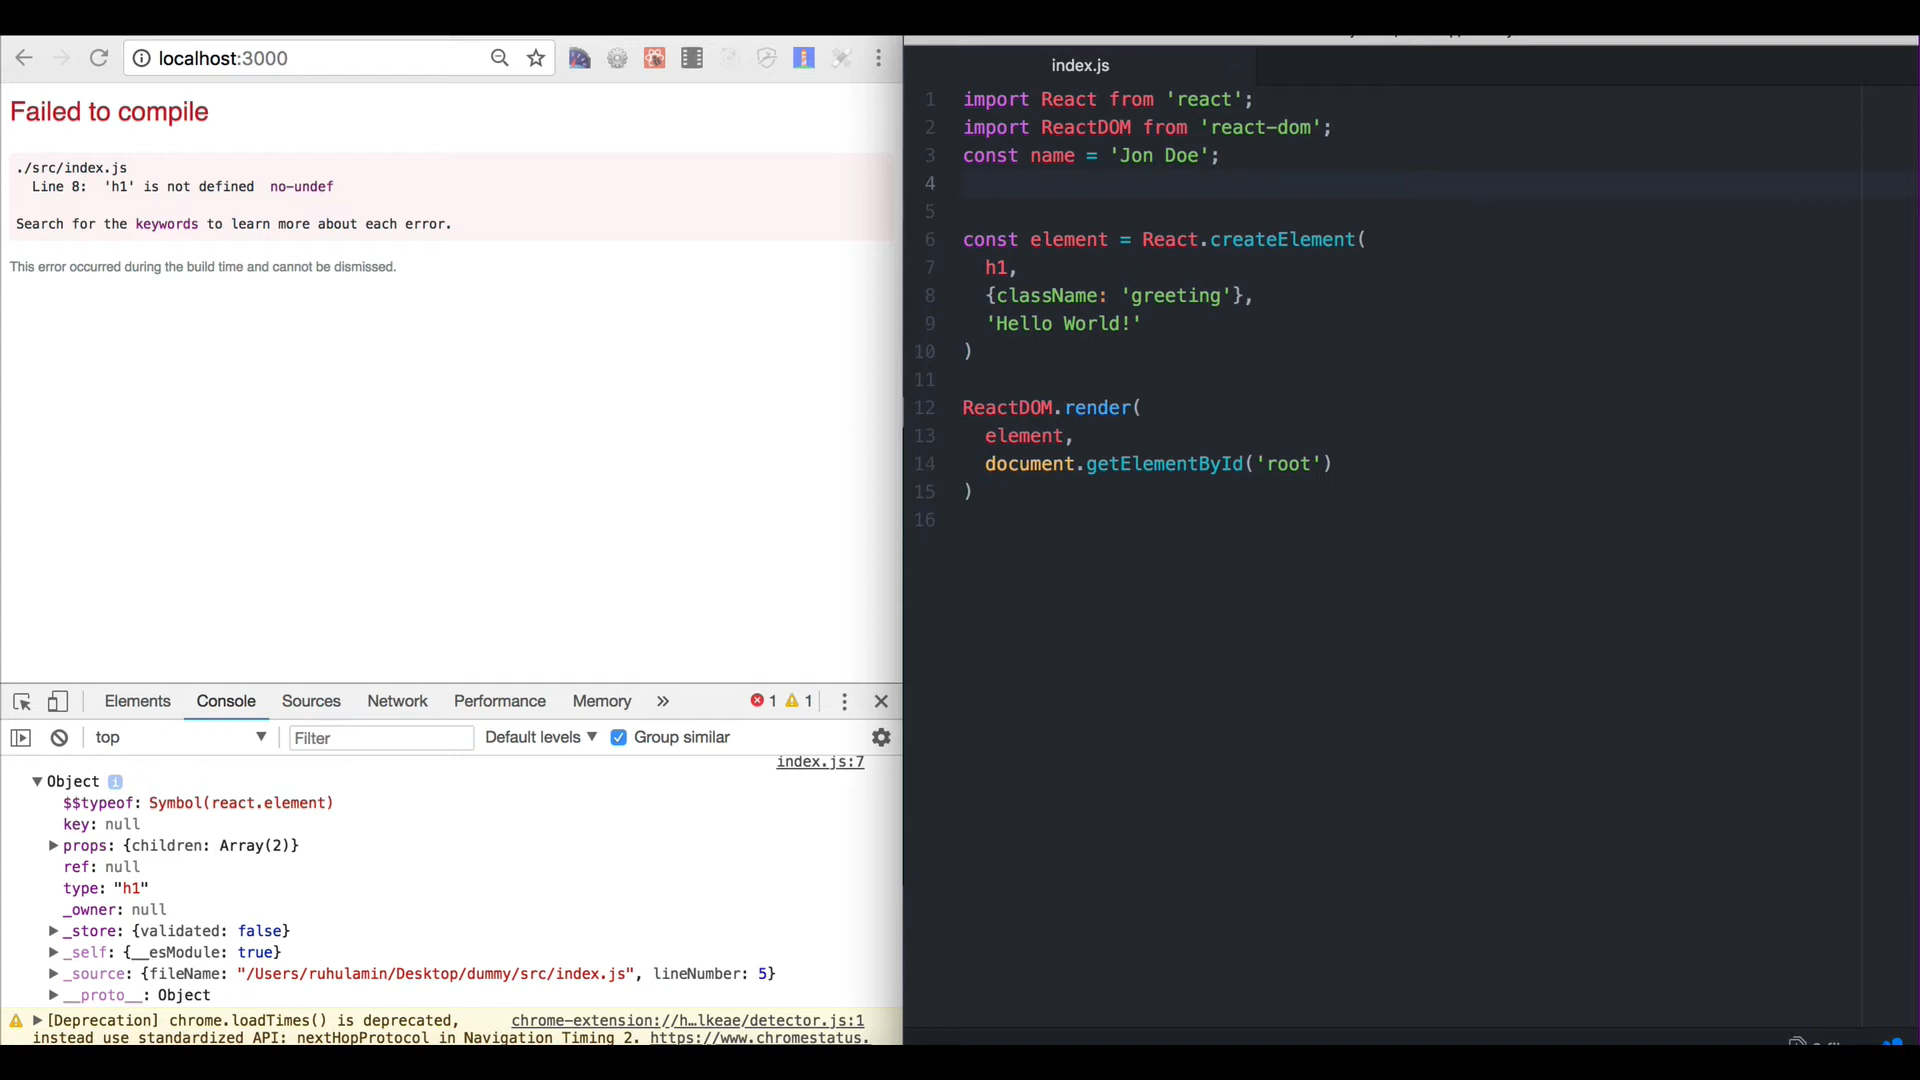 localhost:3000
Failed to compile
./src/index.js
Line 8: 'h1' is not defined no-undef
Search for the keywords to learn more about each error.
This error occurred during the build time and cannot be dismissed.
Elements Console Sources Network Performance Memory » 1 1
top Filter Default levels Group similar
index.js:7
Object i
$$typeof: Symbol(react.element)
key: null
props: {children: Array(2)}
ref: null
type: "h1"
_owner: null
_store: {validated: false}
_self: {__esModule: true}
_source: {fileName: "/Users/ruhulamin/Desktop/dummy/src/index.js", lineNumber: 5}
__proto__: Object
[Deprecation] chrome.loadTimes() is deprecated, chrome-extension://h…lkeae/detector.js:1
instead use standardized API: nextHopProtocol in Navigation Timing 2. https://www.chromestatus.
index.js
1 import React from 'react';
2 import ReactDOM from 'react-dom';
3 const name = 'Jon Doe';
4
5
6 const element = React.createElement(
7 h1,
8 {className: 'greeting'},
9 'Hello World!'
10 )
11
12 ReactDOM.render(
13 element,
14 document.getElementById('root')
15 )
16